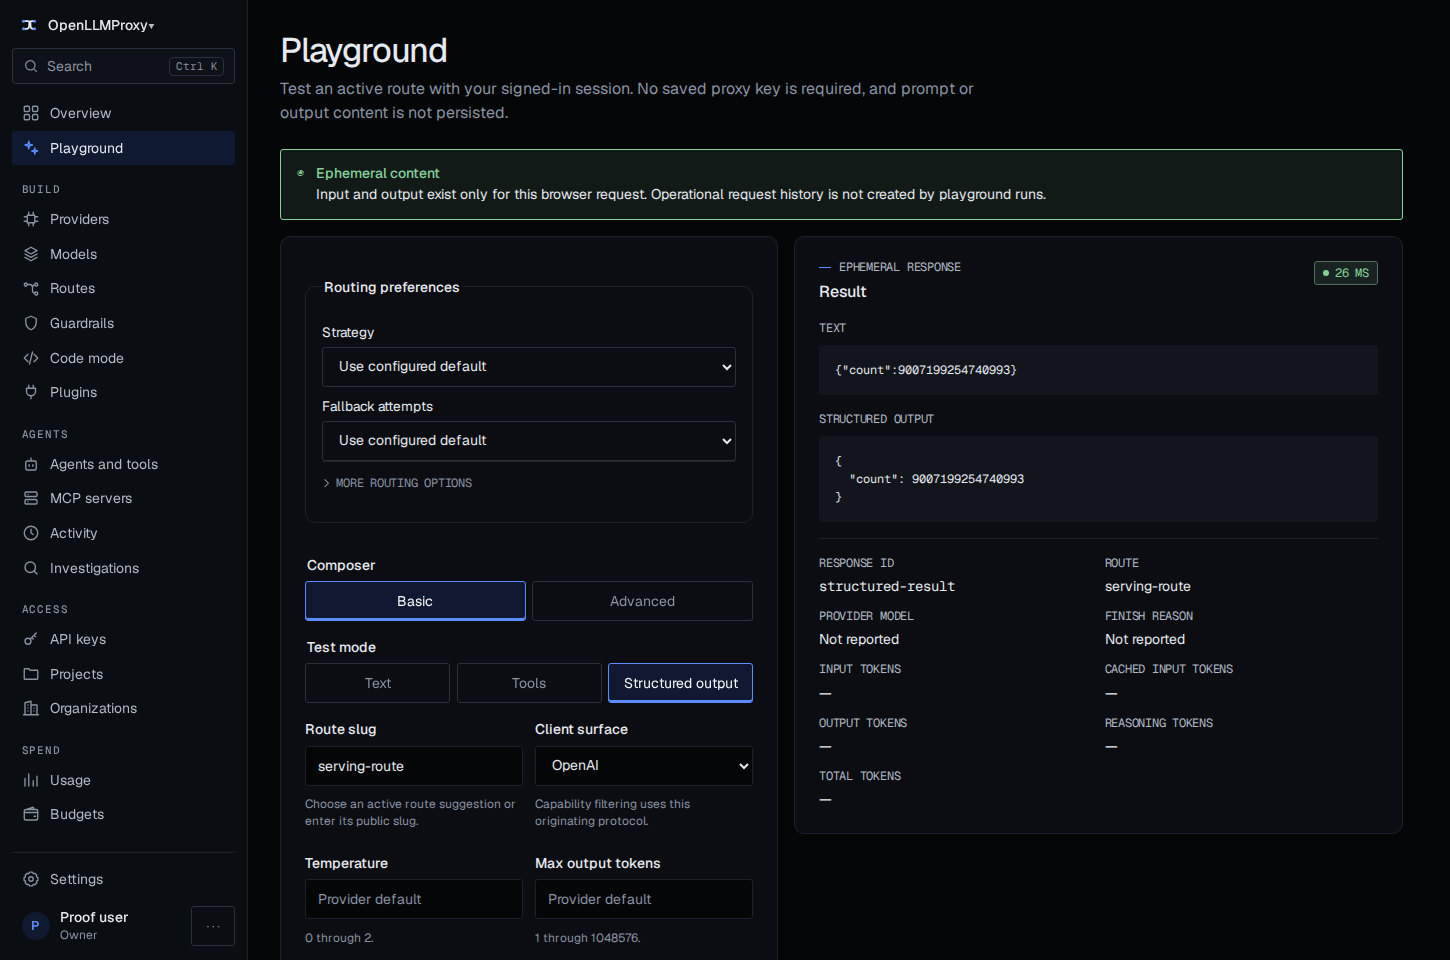 OpenLLMProxy
Search
Ctrl K
Overview
Playground
BUILD
Providers
Models
Routes
Guardrails
Code mode
Plugins
AGENTS
Agents and tools
MCP servers
Activity
Investigations
ACCESS
API keys
Projects
Organizations
SPEND
Usage
Budgets
Settings
P
Proof user
Owner
...
Playground
Test an active route with your signed-in session. No saved proxy key is required, and prompt or
output content is not persisted.
Ephemeral content
Input and output exist only for this browser request. Operational request history is not created by playground runs.
Routing preferences
Strategy
Use configured default
Fallback attempts
Use configured default
MORE ROUTING OPTIONS
Composer
Basic
Advanced
Test mode
Text
Tools
Structured output
Route slug
Client surface
serving-route
OpenAI
Choose an active route suggestion or
enter its public slug.
Capability filtering uses this
originating protocol.
Temperature
Max output tokens
Provider default
Provider default
0 through 2.
1 through 1048576.
— EPHEMERAL RESPONSE
26 MS
Result
TEXT
{"count":9007199254740993}
STRUCTURED OUTPUT
{
"count": 9007199254740993
}
RESPONSE ID
ROUTE
structured-result
serving-route
PROVIDER MODEL
FINISH REASON
Not reported
Not reported
INPUT TOKENS
CACHED INPUT TOKENS
—
—
OUTPUT TOKENS
REASONING TOKENS
—
—
TOTAL TOKENS
—